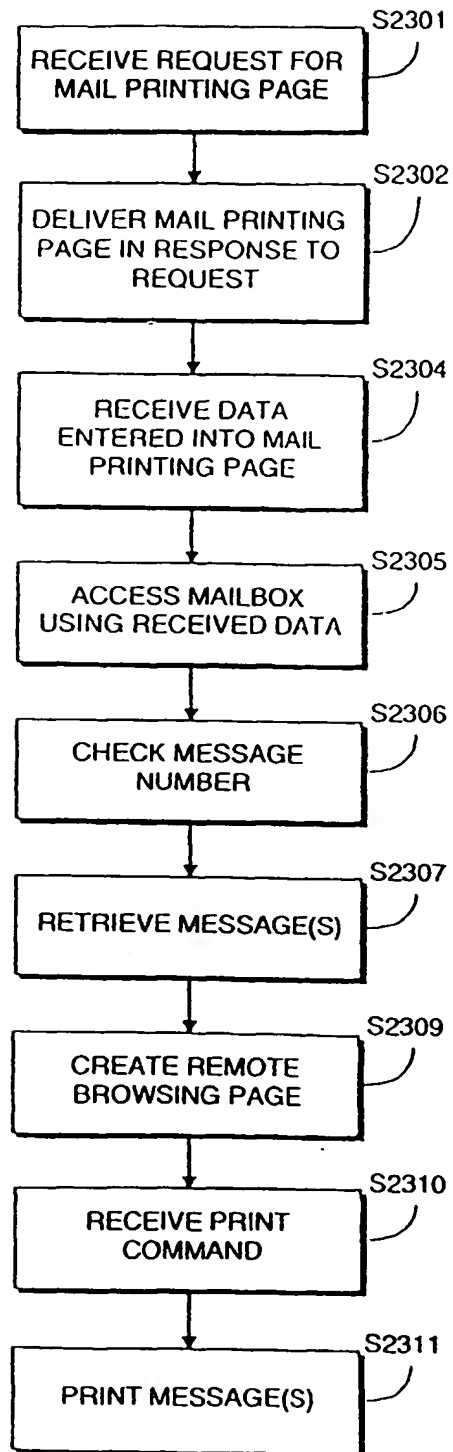 S2301
RECEIVE REQUEST FOR
MAIL PRINTING PAGE
S2302
DELIVER MAIL PRINTING
PAGE IN RESPONSE TO
REQUEST
S2304
RECEIVE DATA
ENTERED INTO MAIL
PRINTING PAGE
S2305
ACCESS MAILBOX
USING RECEIVED DATA
S2306
CHECK MESSAGE
NUMBER
S2307
RETRIEVE MESSAGE(S)
S2309
CREATE REMOTE
BROWSING PAGE
S2310
RECEIVE PRINT
COMMAND
S2311
PRINT MESSAGE(S)